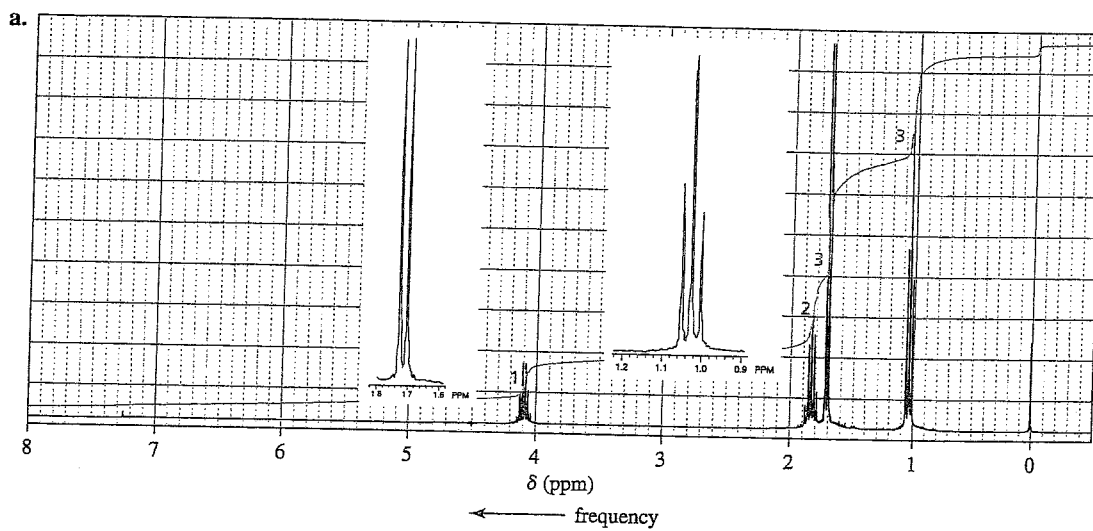 a.
3
3
2
1
1.8 1.7 1.6 PPM
1.2 1.1 1.0 0.9 PPM
8 7 6 5 4 3 2 1 0
δ (ppm)
frequency